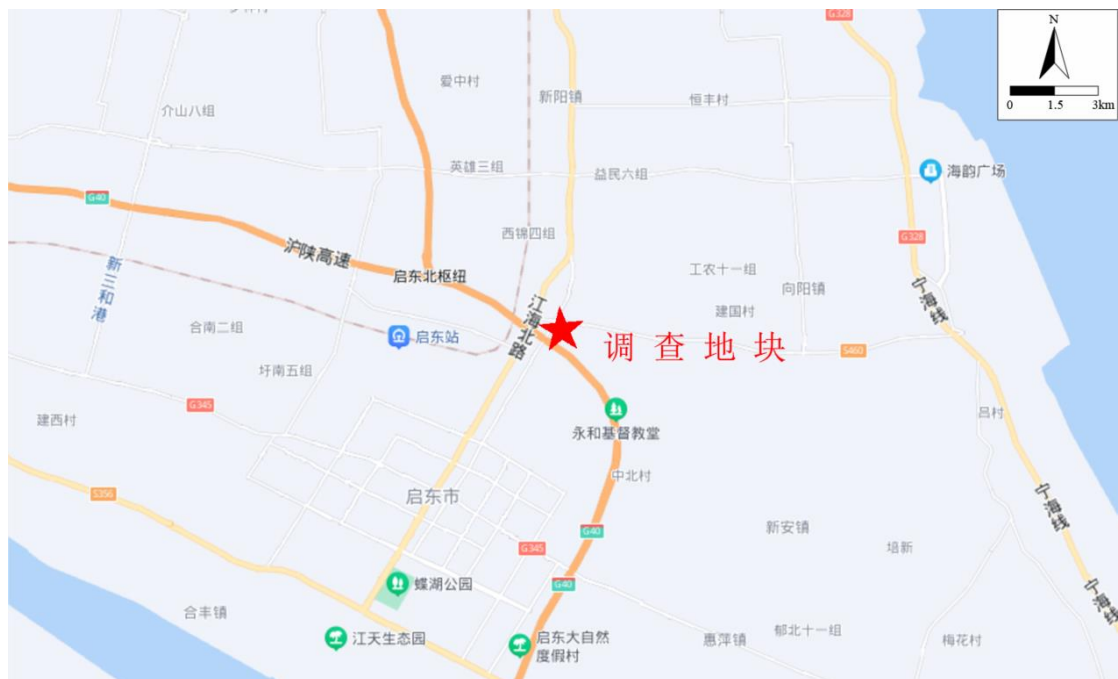 G328
N
0 1.5 3km
爱中村
新阳镇
恒丰村
介山八组
英雄三组
益民六组
海韵广场
G40
西锦四组
G328
沪陕高速
启东北枢纽
工农十一组
向阳镇
新三和港
宁海线
建国村
合南二组
启东站
江海北路
调查地块
S460
圩南五组
G345
永和基督教堂
吕村
建西村
中北村
启东市
S356
宁海线
新安镇
G40
G345
培新
蝶湖公园
G40
宁海线
合丰镇
江天生态园
启东大自然
度假村
惠萍镇
郁北十一组
梅花村